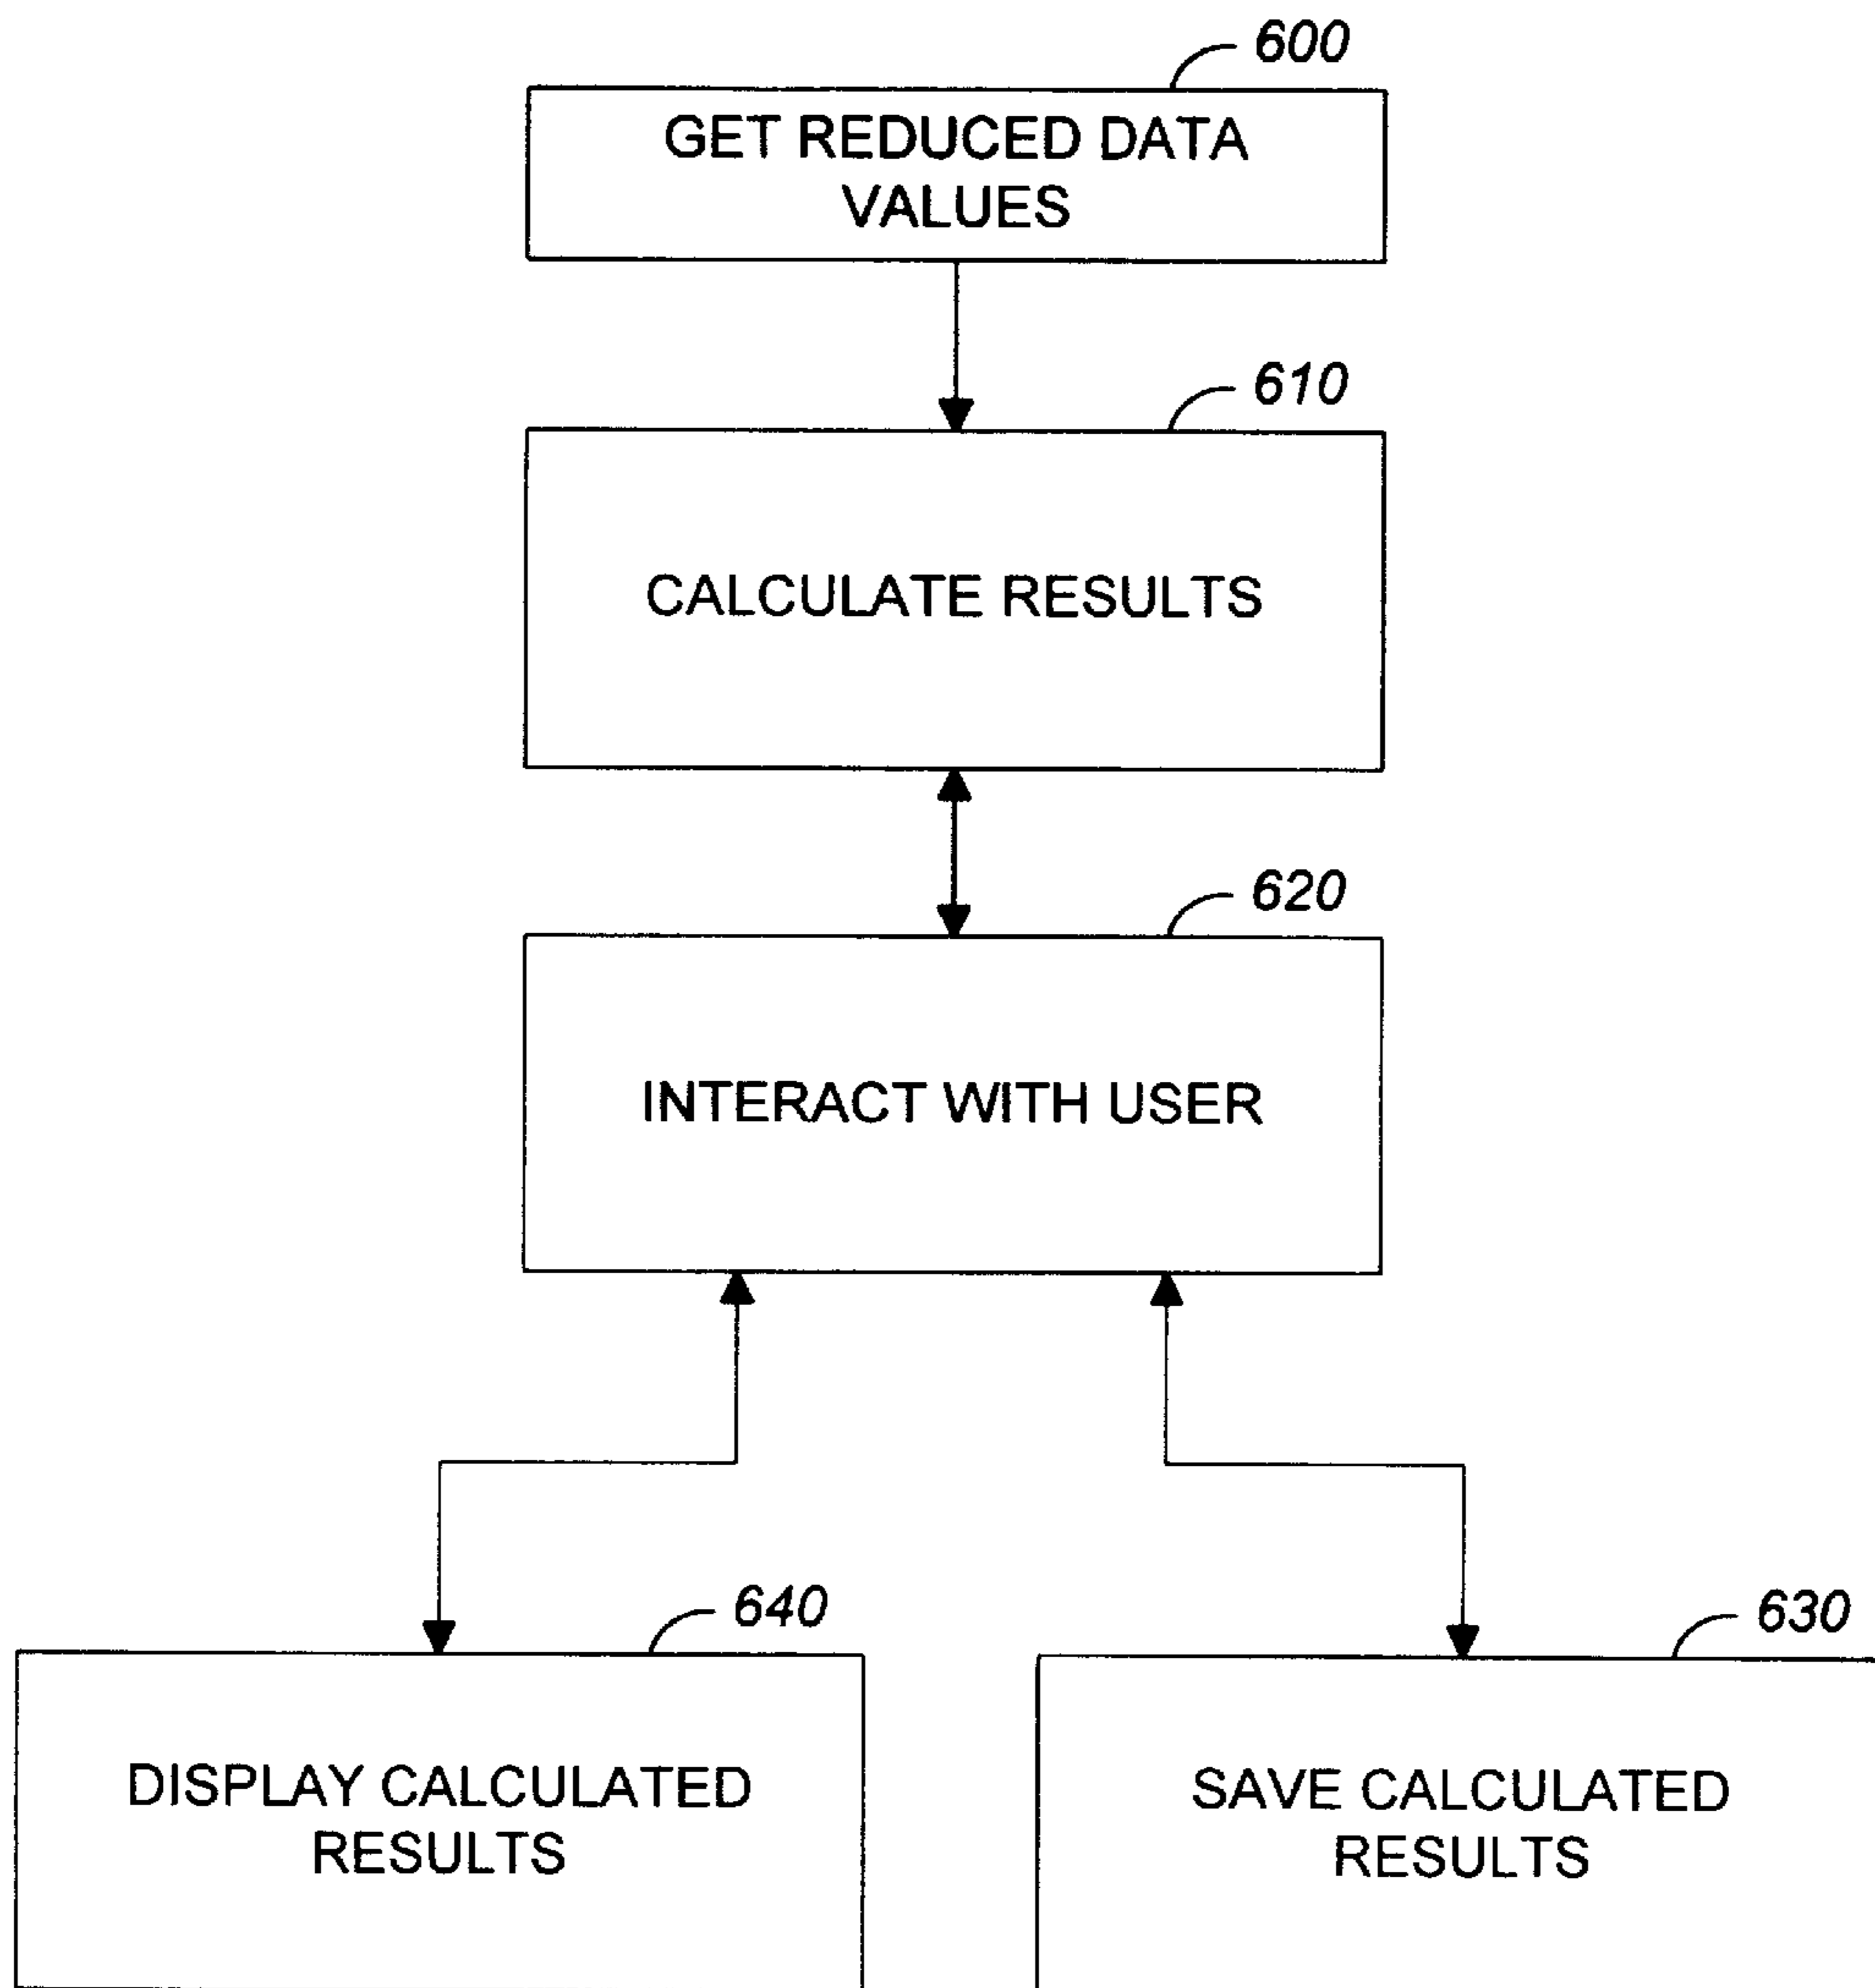 600
GET REDUCED DATA
VALUES
610
CALCULATE RESULTS
620
INTERACT WITH USER
640
DISPLAY CALCULATED
RESULTS
630
SAVE CALCULATED
RESULTS